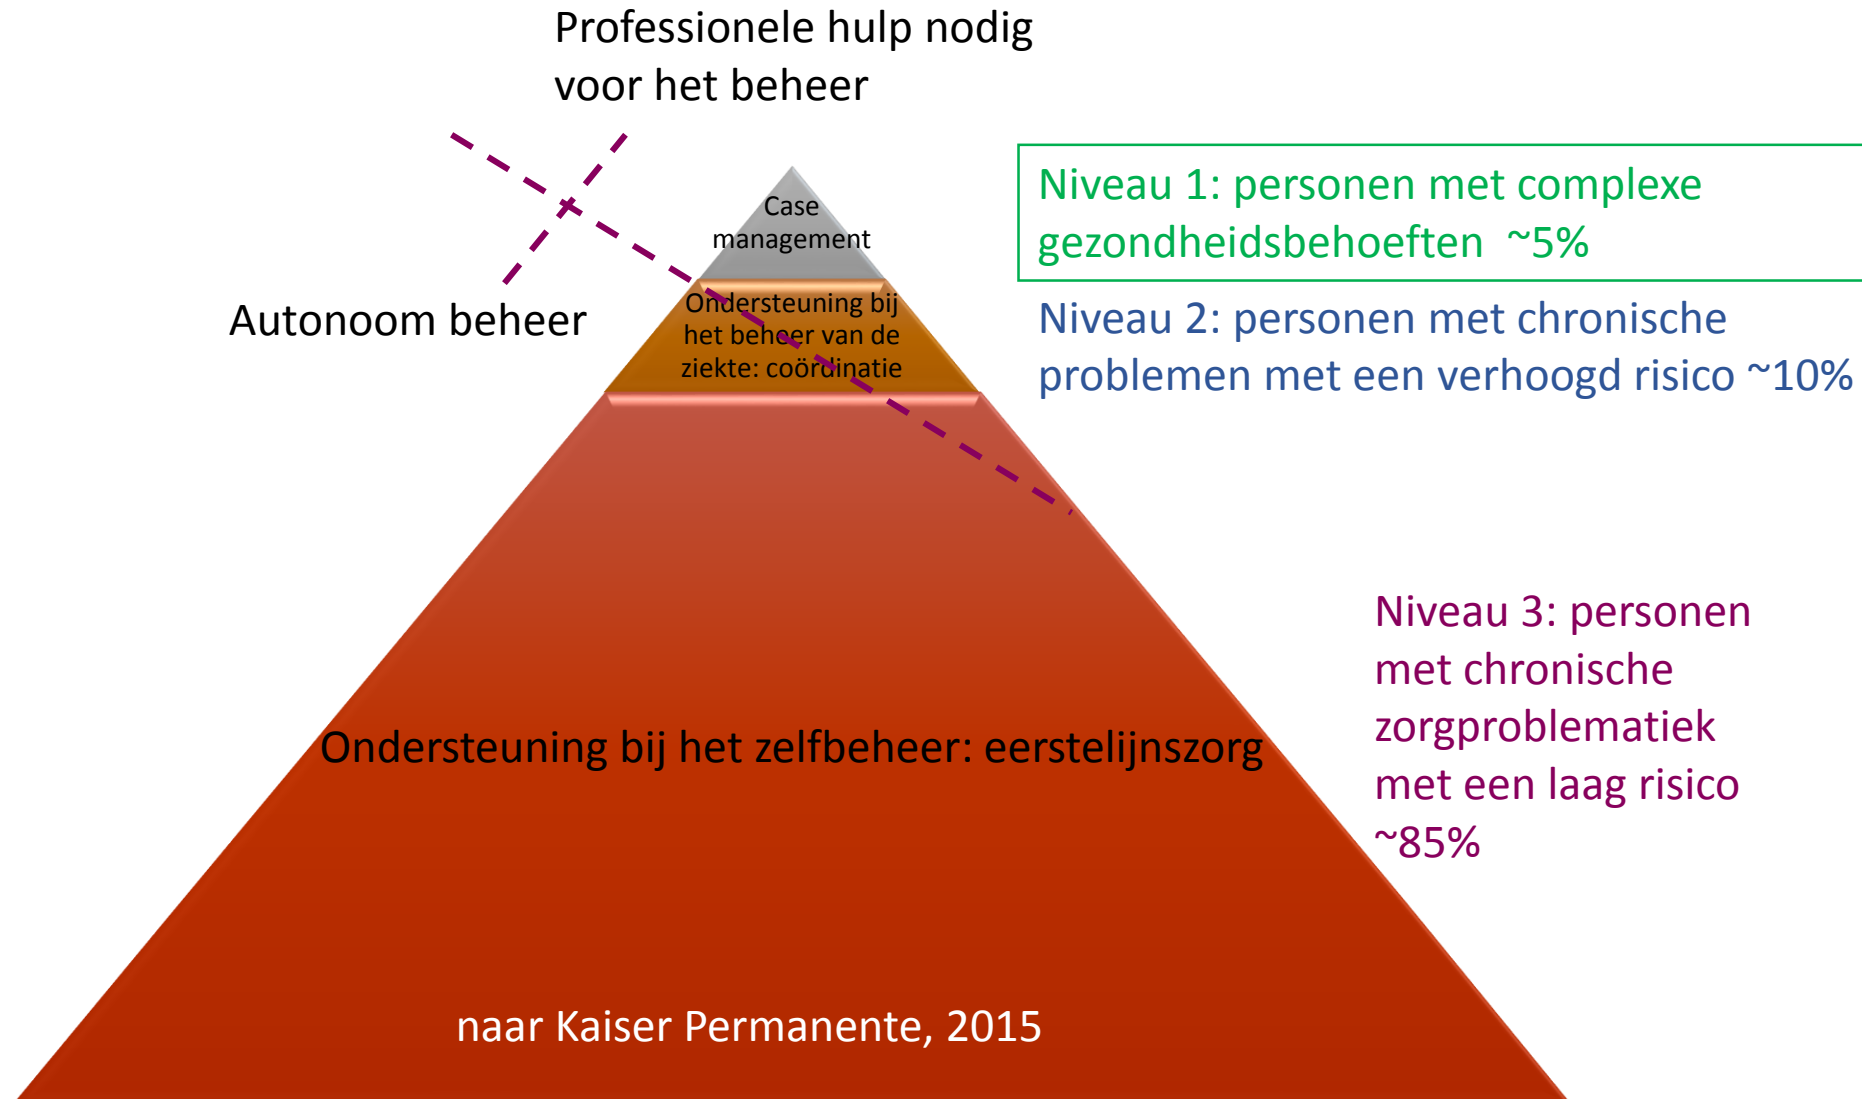 Professionele hulp nodig
voor het beheer
Autonoom beheer
Case
management
Ondersteuning bij
het beheer van de
ziekte: coördinatie
Niveau 1: personen met complexe
gezondheidsbehoeften ~5%
Niveau 2: personen met chronische
problemen met een verhoogd risico ~10%
Niveau 3: personen
met chronische
zorgproblematiek
met een laag risico
~85%
Ondersteuning bij het zelfbeheer: eerstelijnszorg
naar Kaiser Permanente, 2015